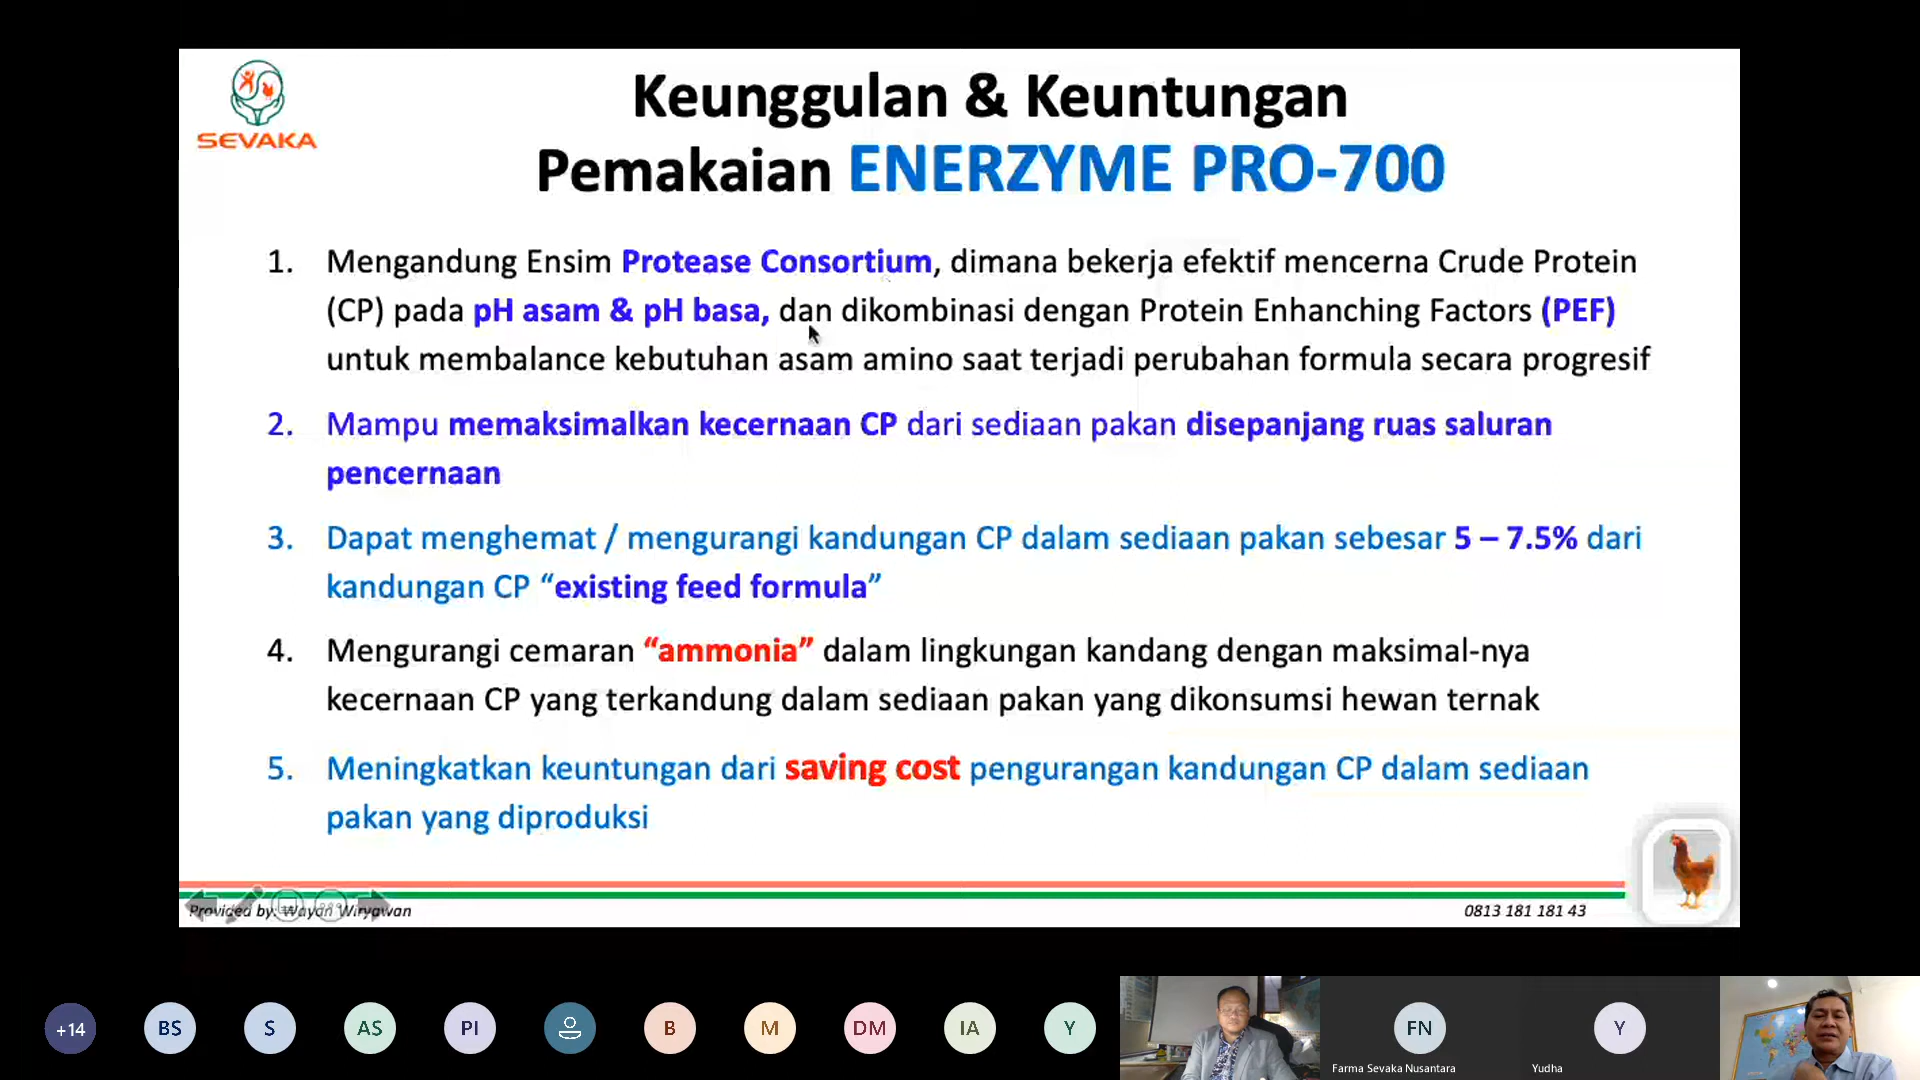 SEVAKA
Keunggulan & Keuntungan
Pemakaian ENERZYME PRO-700
1. Mengandung Ensim Protease Consortium, dimana bekerja efektif mencerna Crude Protein
(CP) pada pH asam & pH basa, dan dikombinasi dengan Protein Enhanching Factors (PEF)
untuk membalance kebutuhan asam amino saat terjadi perubahan formula secara progresif
2. Mampu memaksimalkan kecernaan CP dari sediaan pakan disepanjang ruas saluran
pencernaan
3. Dapat menghemat / mengurangi kandungan CP dalam sediaan pakan sebesar 5 – 7.5% dari
kandungan CP “existing feed formula”
4. Mengurangi cemaran “ammonia” dalam lingkungan kandang dengan maksimal-nya
kecernaan CP yang terkandung dalam sediaan pakan yang dikonsumsi hewan ternak
5. Meningkatkan keuntungan dari saving cost pengurangan kandungan CP dalam sediaan
pakan yang diproduksi
Provided by: Wayan Wiryawan
0813 181 181 43
+14
BS
S
AS
PI
B
M
DM
IA
Y
FN
Farma Sevaka Nusantara
Y
Yudha